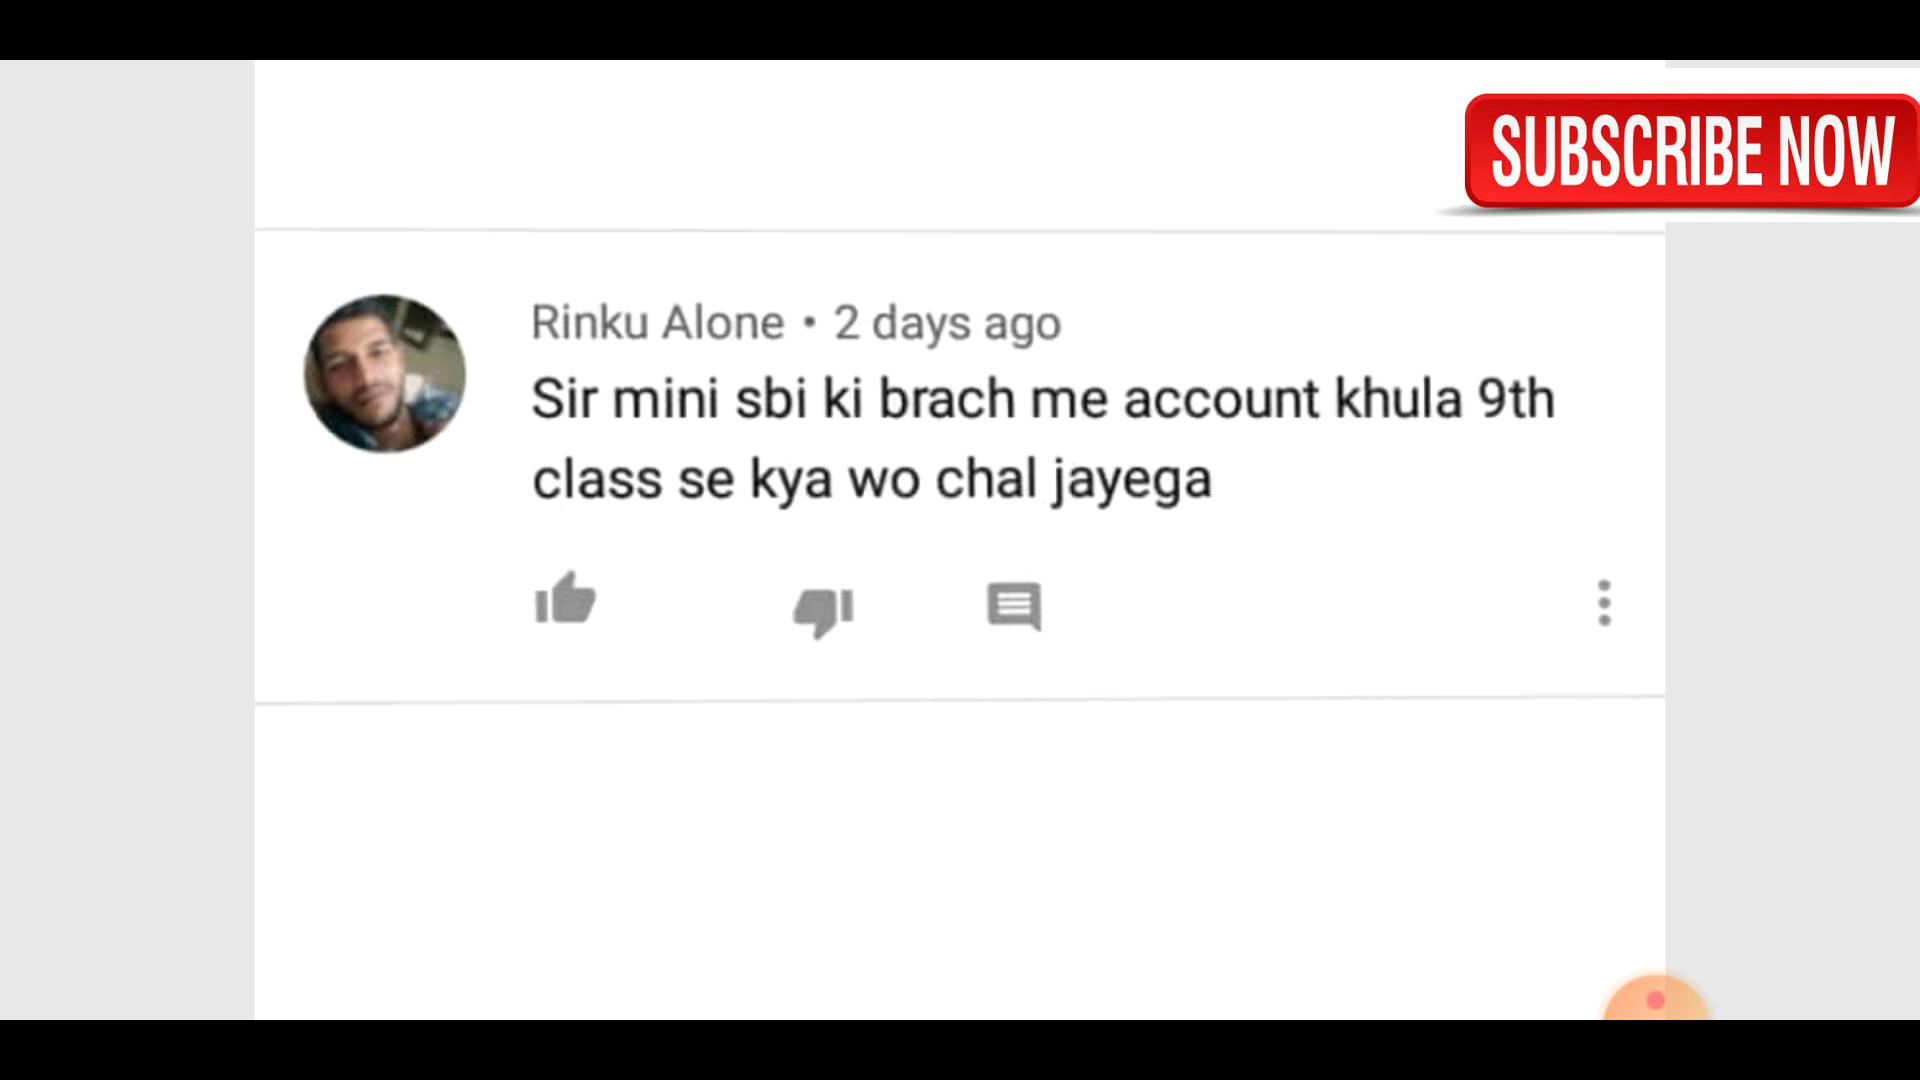 SUBSCRIBE NOW
Rinku Alone • 2 days ago
Sir mini sbi ki brach me account khula 9th
class se kya wo chal jayega